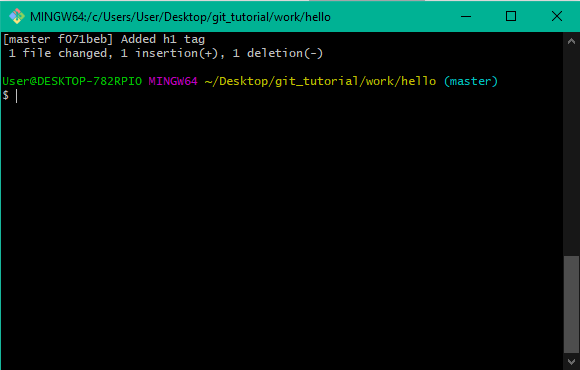 MINGW64:/c/Users/User/Desktop/git_tutorial/work/hello
[master f071beb] Added h1 tag
 1 file changed, 1 insertion(+), 1 deletion(-)
User@DESKTOP-782RPIO MINGW64 ~/Desktop/git_tutorial/work/hello (master)
$